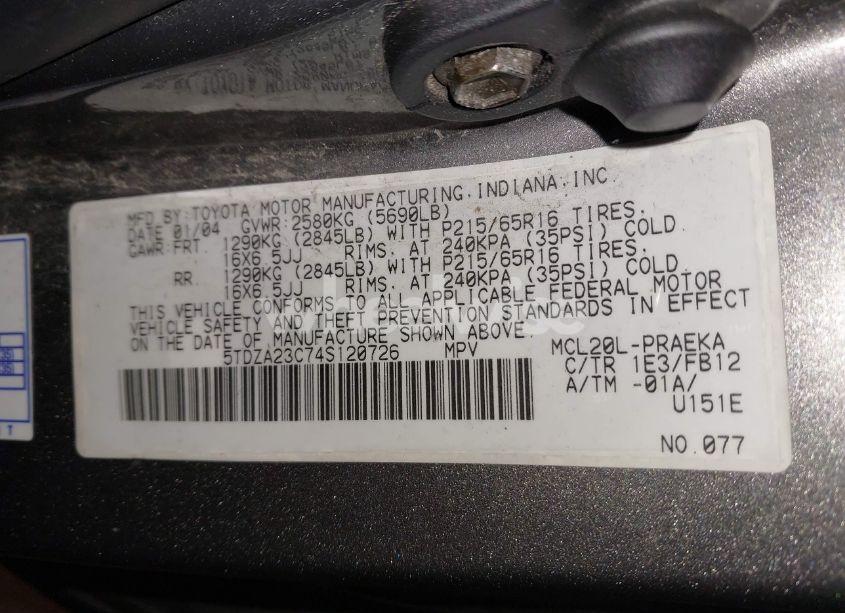 MFD.BY:TOYOTA MOTOR MANUFACTURING,INDIANA,INC.
DATE 01/04 GVWR:2580KG (5690LB)
GAWR:FRT. 1290KG (2845LB) WITH P215/65R16 TIRES.
16X6.5JJ RIMS. AT 240KPA (35PSI) COLD
RR. 1290KG (2845LB) WITH P215/65R16 TIRES.
16X6.5JJ RIMS. AT 240KPA (35PSI) COLD
THIS VEHICLE CONFORMS TO ALL APPLICABLE FEDERAL MOTOR
VEHICLE SAFETY AND THEFT PREVENTION STANDARDS IN EFFECT
ON THE DATE OF MANUFACTURE SHOWN ABOVE.
5TDZA23C74S120726 MPV
MCL20L-PRAEKA
C/TR 1E3/FB12
A/TM -01A/
U151E
NO.077